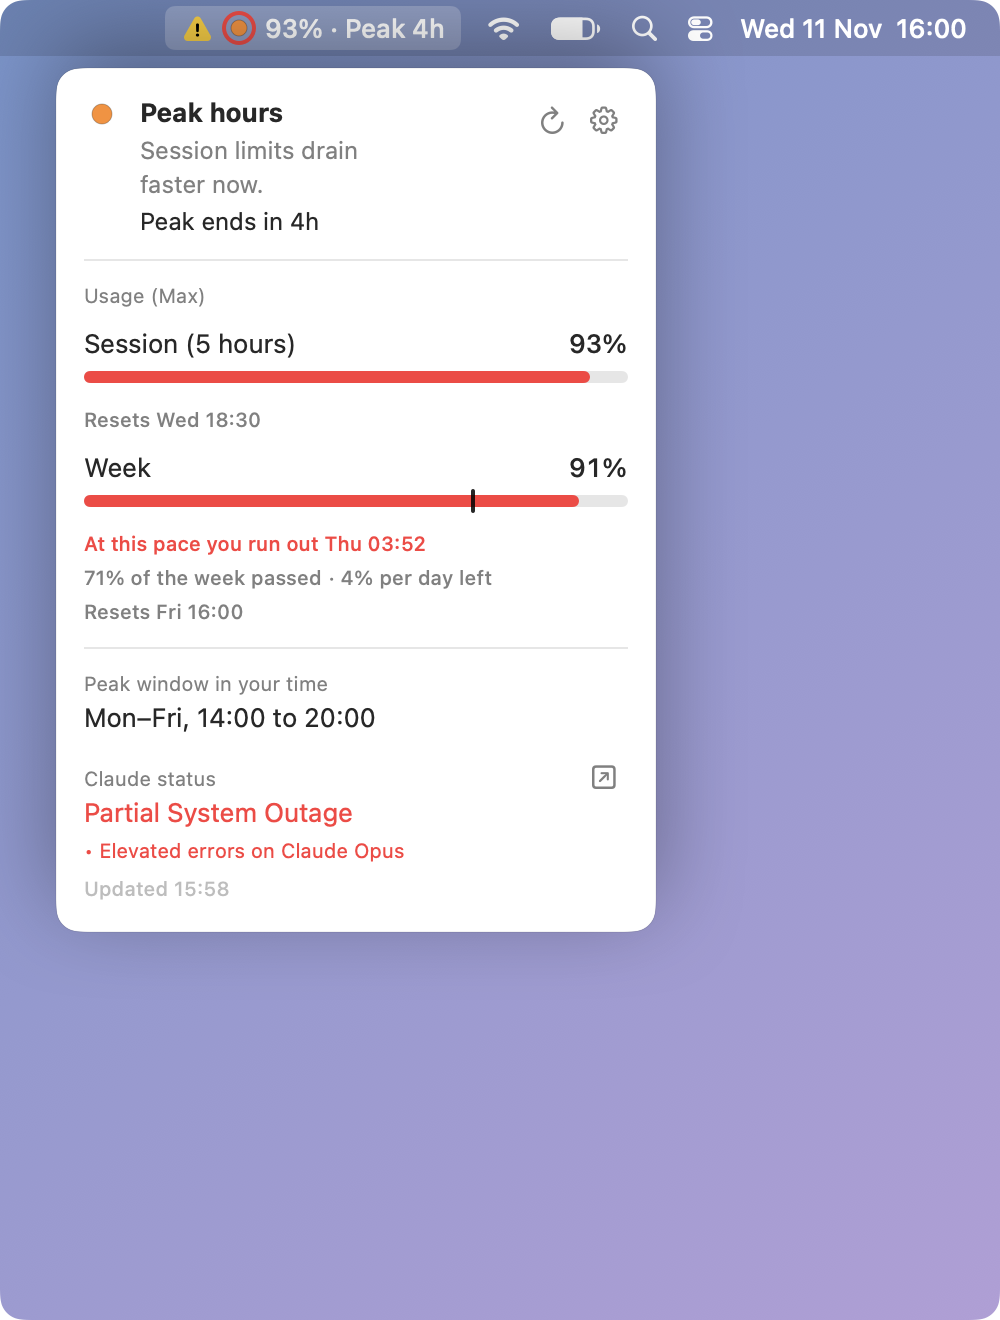 93% · Peak 4h
Wed 11 Nov 16:00
Peak hours
Session limits drain
faster now.
Peak ends in 4h
Usage (Max)
Session (5 hours) 93%
Resets Wed 18:30
Week 91%
At this pace you run out Thu 03:52
71% of the week passed · 4% per day left
Resets Fri 16:00
Peak window in your time
Mon–Fri, 14:00 to 20:00
Claude status
Partial System Outage
• Elevated errors on Claude Opus
Updated 15:58